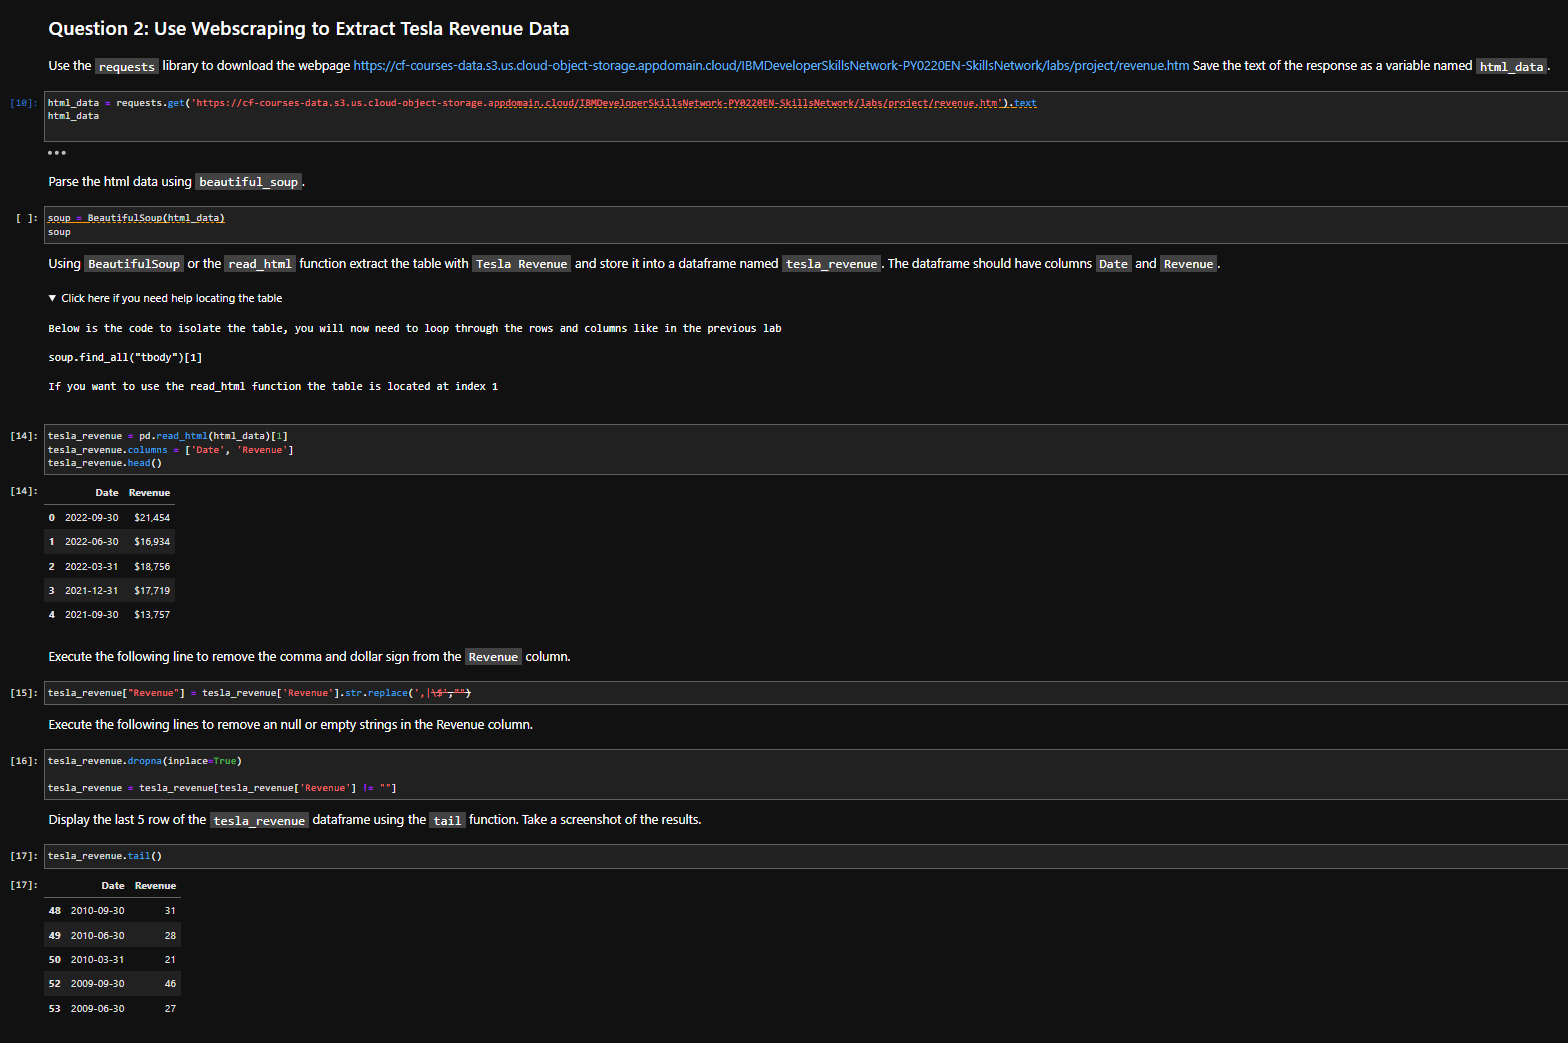 Question 2: Use Webscraping to Extract Tesla Revenue Data
Use the requests library to download the webpage https://cf-courses-data.s3.us.cloud-object-storage.appdomain.cloud/IBMDeveloperSkillsNetwork-PY0220EN-SkillsNetwork/labs/project/revenue.htm Save the text of the response as a variable named html_data.
[10]: html_data = requests.get('https://cf-courses-data.s3.us.cloud-object-storage.appdomain.cloud/IBMDeveloperSkillsNetwork-PY0220EN-SkillsNetwork/labs/project/revenue.htm').text
html_data
•••
Parse the html data using beautiful_soup.
[ ]: soup = BeautifulSoup(html_data)
soup
Using BeautifulSoup or the read_html function extract the table with Tesla Revenue and store it into a dataframe named tesla_revenue. The dataframe should have columns Date and Revenue.
▼ Click here if you need help locating the table
Below is the code to isolate the table, you will now need to loop through the rows and columns like in the previous lab
soup.find_all("tbody")[1]
If you want to use the read_html function the table is located at index 1
[14]: tesla_revenue = pd.read_html(html_data)[1]
tesla_revenue.columns = ['Date', 'Revenue']
tesla_revenue.head()
[14]: Date Revenue
0 2022-09-30 $21,454
1 2022-06-30 $16,934
2 2022-03-31 $18,756
3 2021-12-31 $17,719
4 2021-09-30 $13,757
Execute the following line to remove the comma and dollar sign from the Revenue column.
[15]: tesla_revenue["Revenue"] = tesla_revenue['Revenue'].str.replace(',|\$',"")
Execute the following lines to remove an null or empty strings in the Revenue column.
[16]: tesla_revenue.dropna(inplace=True)
tesla_revenue = tesla_revenue[tesla_revenue['Revenue'] != ""]
Display the last 5 row of the tesla_revenue dataframe using the tail function. Take a screenshot of the results.
[17]: tesla_revenue.tail()
[17]: Date Revenue
48 2010-09-30 31
49 2010-06-30 28
50 2010-03-31 21
52 2009-09-30 46
53 2009-06-30 27